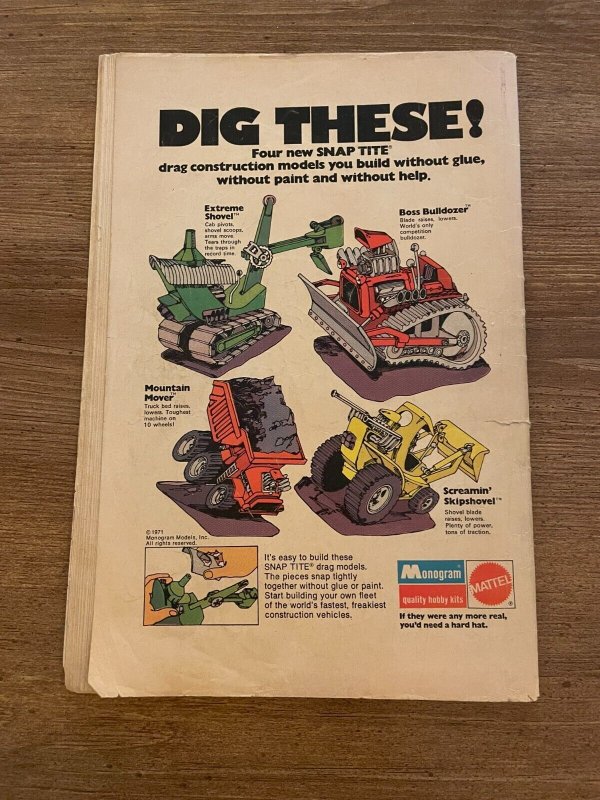 DIG THESE!
Four new SNAP TITE®
drag construction models you build without glue,
without paint and without help.
Extreme
Shovel™
Cab pivots,
shovel scoops,
arms move.
Tears through
the traps in
record time.
Boss Bulldozer™
Blade raises, lowers.
World's only
competition
bulldozer.
Mountain
Mover™
Truck bed raises,
lowers. Toughest
machine on
10 wheels!
Screamin'
Skipshovel™
Shovel blade
raises, lowers.
Plenty of power,
tons of traction.
©1971
Monogram Models, Inc.
All rights reserved.
It's easy to build these
SNAP TITE® drag models.
The pieces snap tightly
together without glue or paint.
Start building your own fleet
of the world's fastest, freakiest
construction vehicles.
Monogram
quality hobby kits
MATTEL
®
If they were any more real,
you'd need a hard hat.